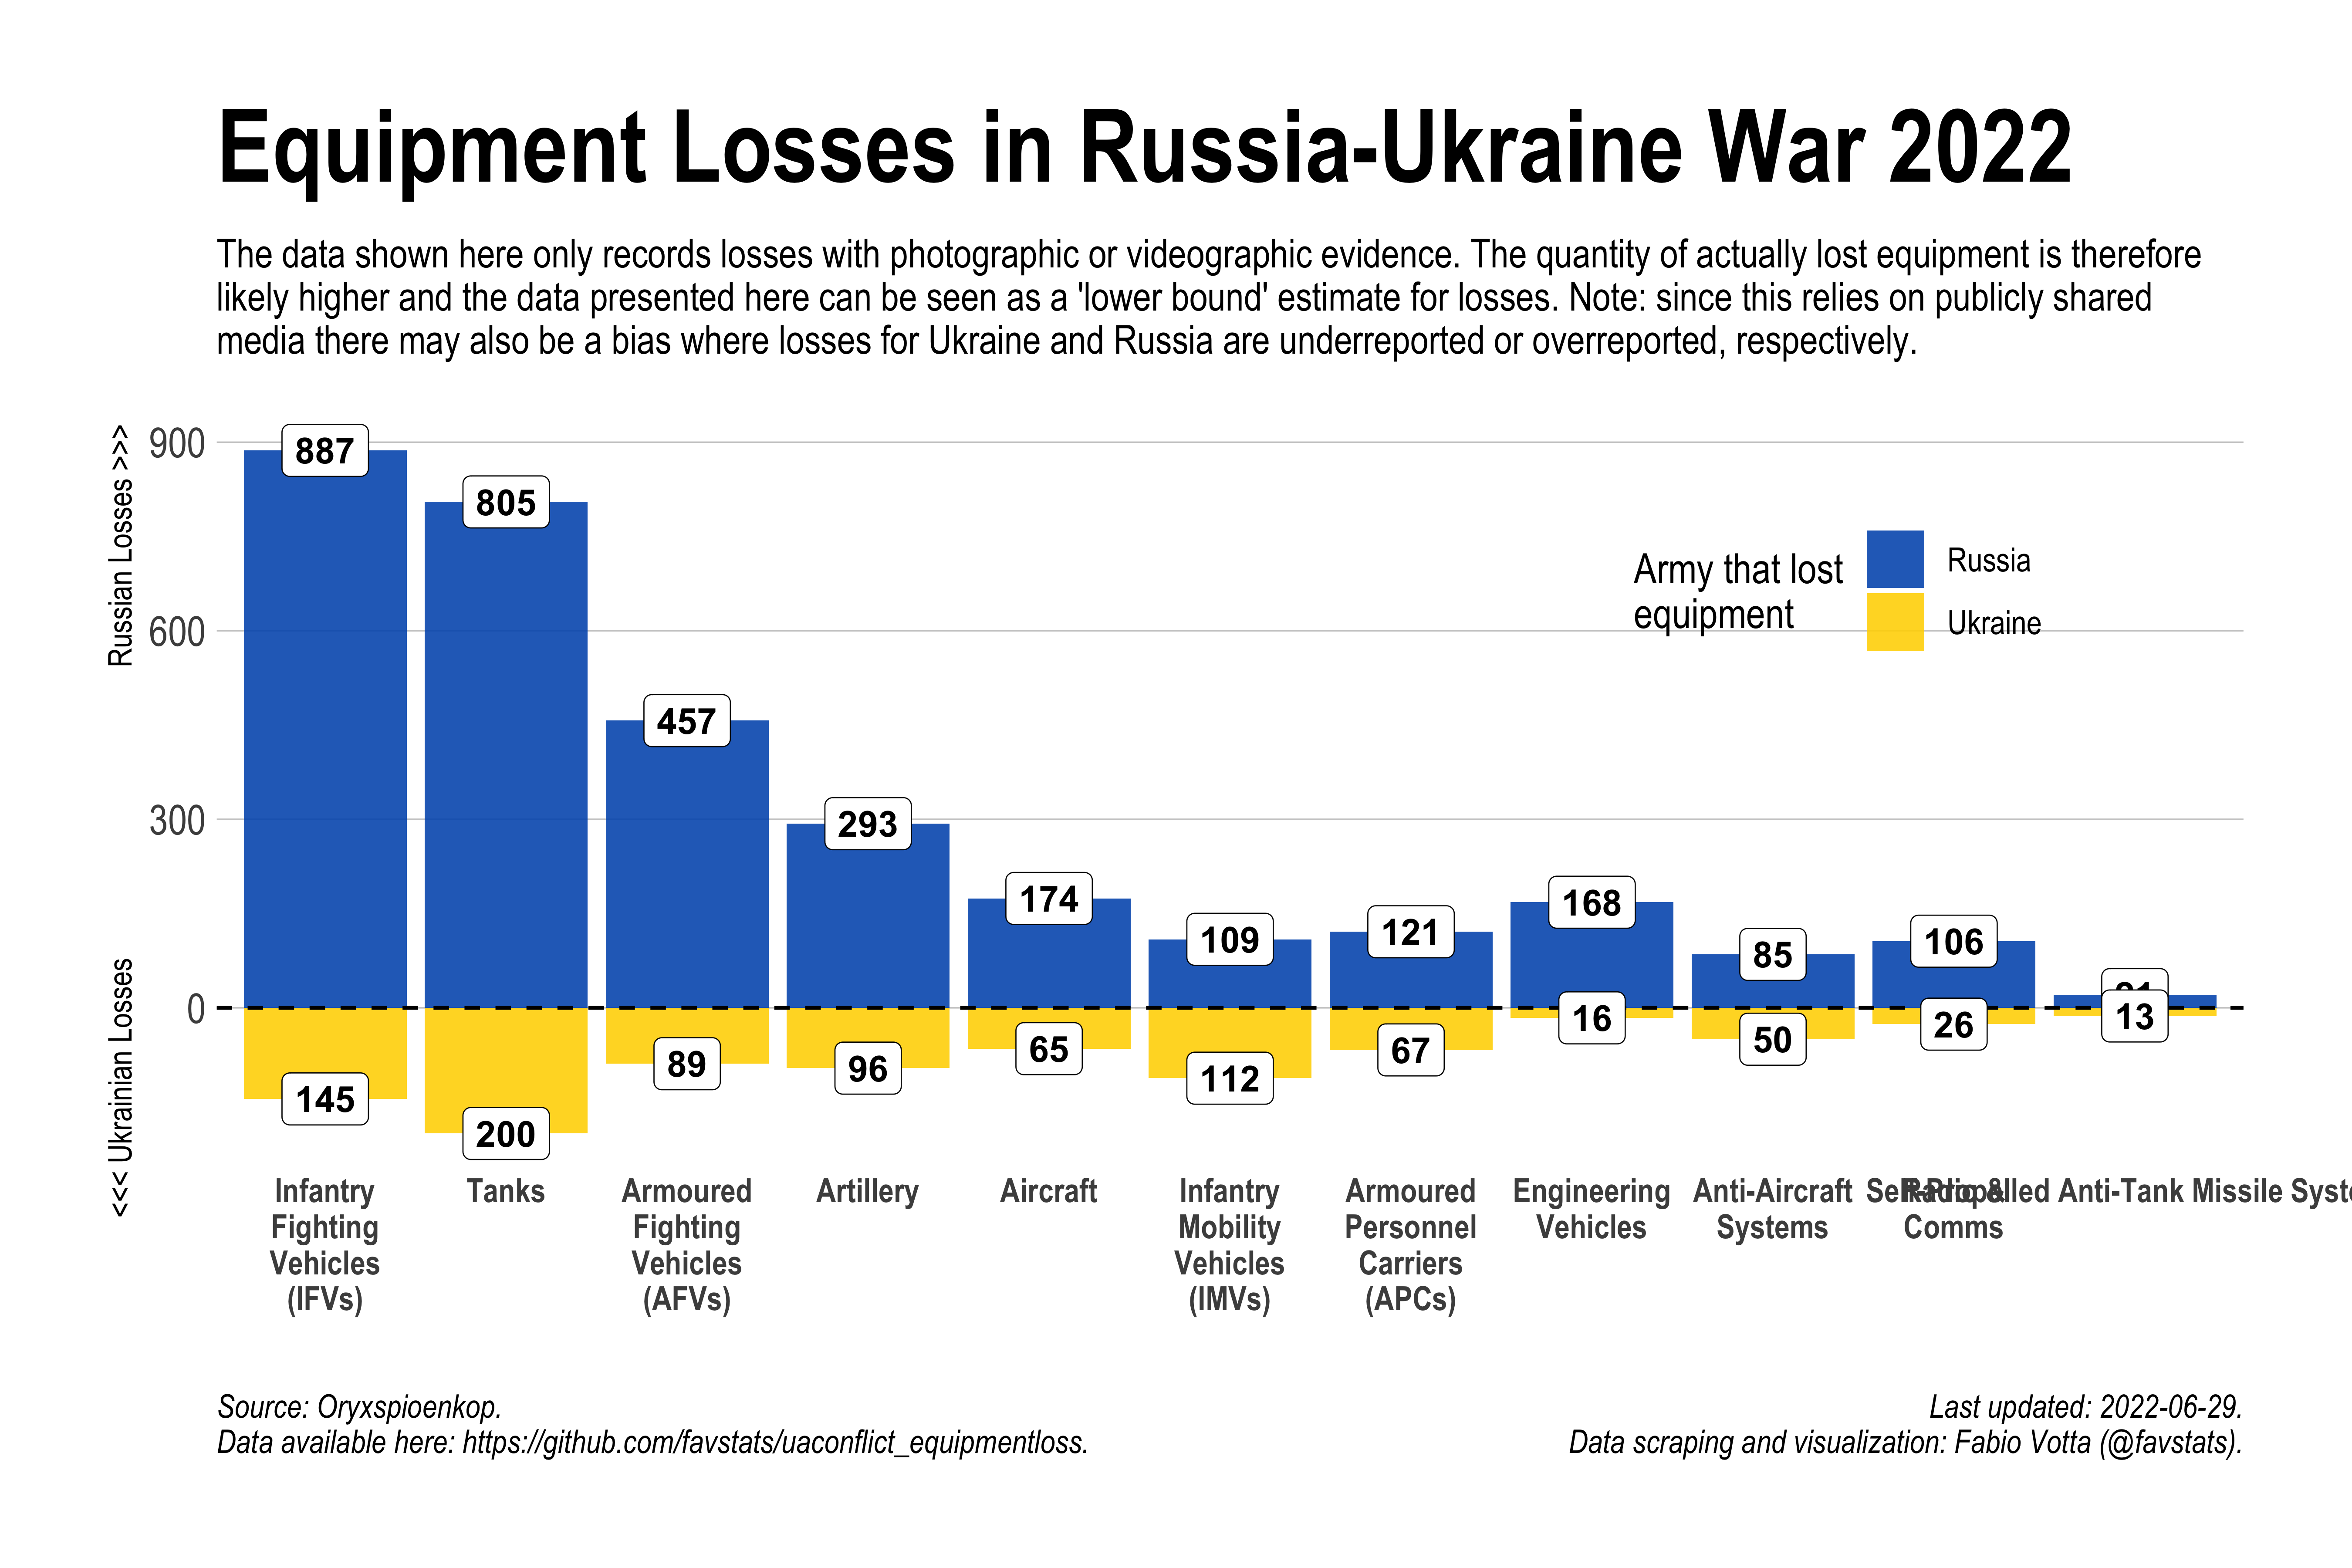 Equipment Losses in Russia-Ukraine War 2022
The data shown here only records losses with photographic or videographic evidence. The quantity of actually lost equipment is therefore
likely higher and the data presented here can be seen as a 'lower bound' estimate for losses. Note: since this relies on publicly shared
media there may also be a bias where losses for Ukraine and Russia are underreported or overreported, respectively.
Russian Losses >>>
<<< Ukrainian Losses
900
600
300
0
Army that lost
equipment
Russia
Ukraine
887
805
457
293
174
109
121
168
85
106
145
200
89
96
65
112
67
16
50
26
13
Infantry
Fighting
Vehicles
(IFVs)
Tanks
Armoured
Fighting
Vehicles
(AFVs)
Artillery
Aircraft
Infantry
Mobility
Vehicles
(IMVs)
Armoured
Personnel
Carriers
(APCs)
Engineering
Vehicles
Anti-Aircraft
Systems
Radio &
Comms
Anti-Tank Missile
Source: Oryxspioenkop.
Data available here: https://github.com/favstats/uaconflict_equipmentloss.
Last updated: 2022-06-29.
Data scraping and visualization: Fabio Votta (@favstats).